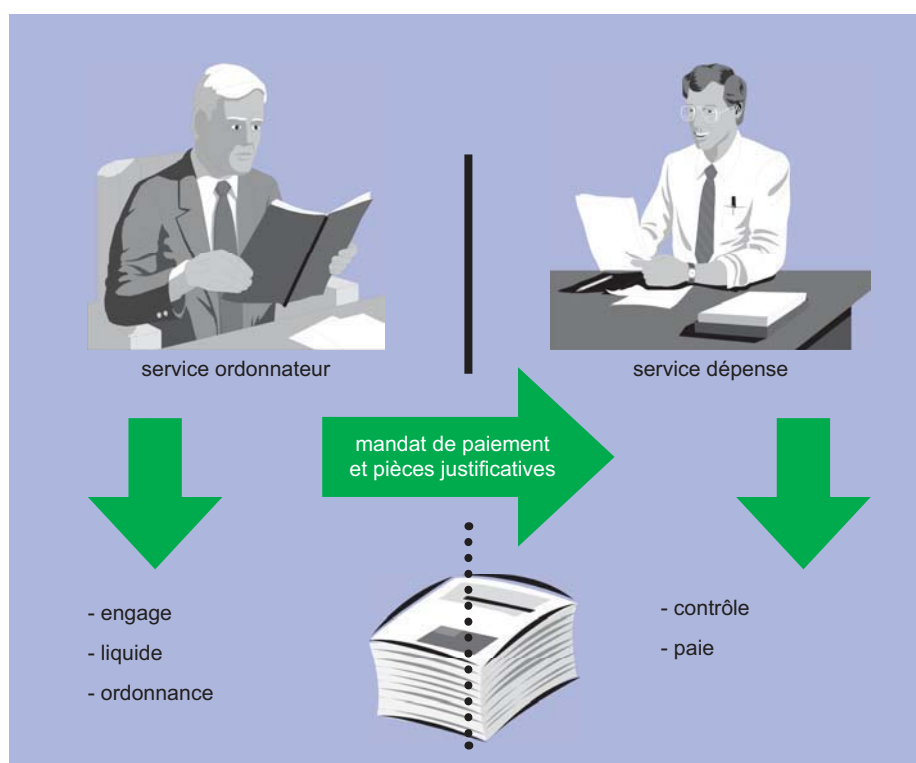 service ordonnateur
service dépense
mandat de paiement
et pièces justificatives
- engage
- liquide
- ordonnance
- contrôle
- paie